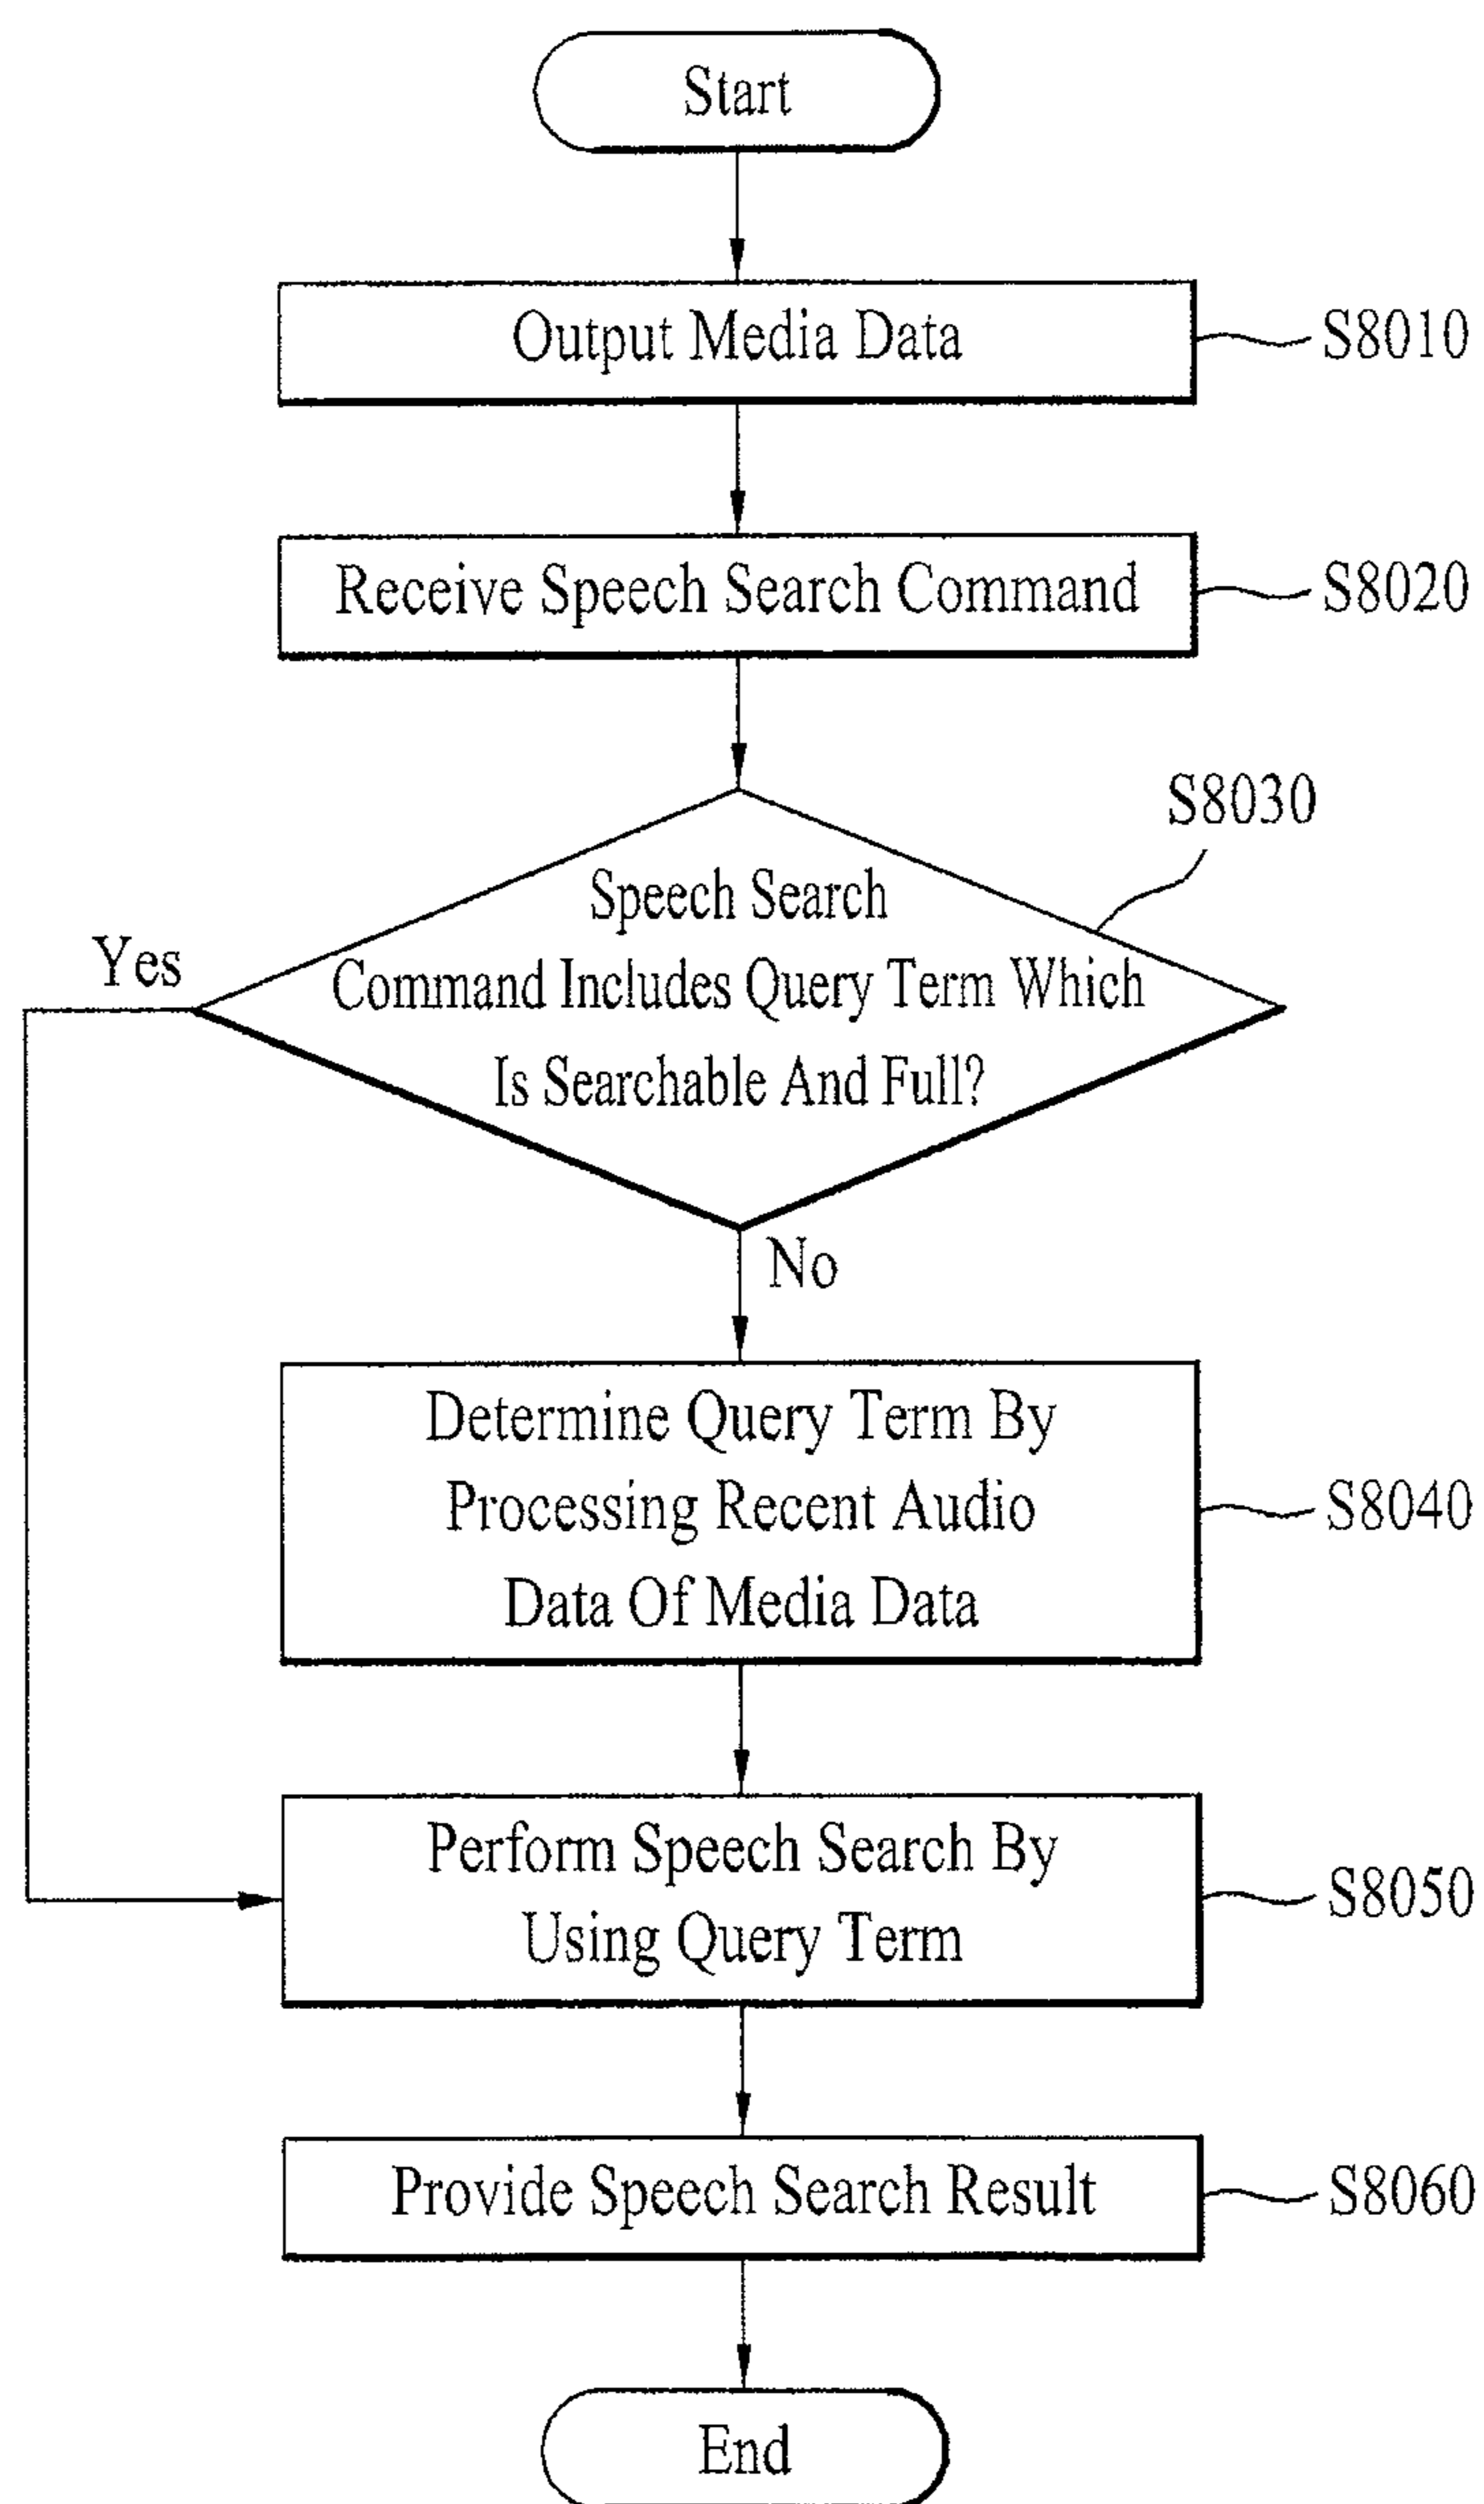 Start
Output Media Data
S8010
Receive Speech Search Command
S8020
S8030
Speech Search
Command Includes Query Term Which
Is Searchable And Full?
Yes
No
Determine Query Term By
Processing Recent Audio
Data Of Media Data
S8040
Perform Speech Search By
Using Query Term
S8050
Provide Speech Search Result
S8060
End